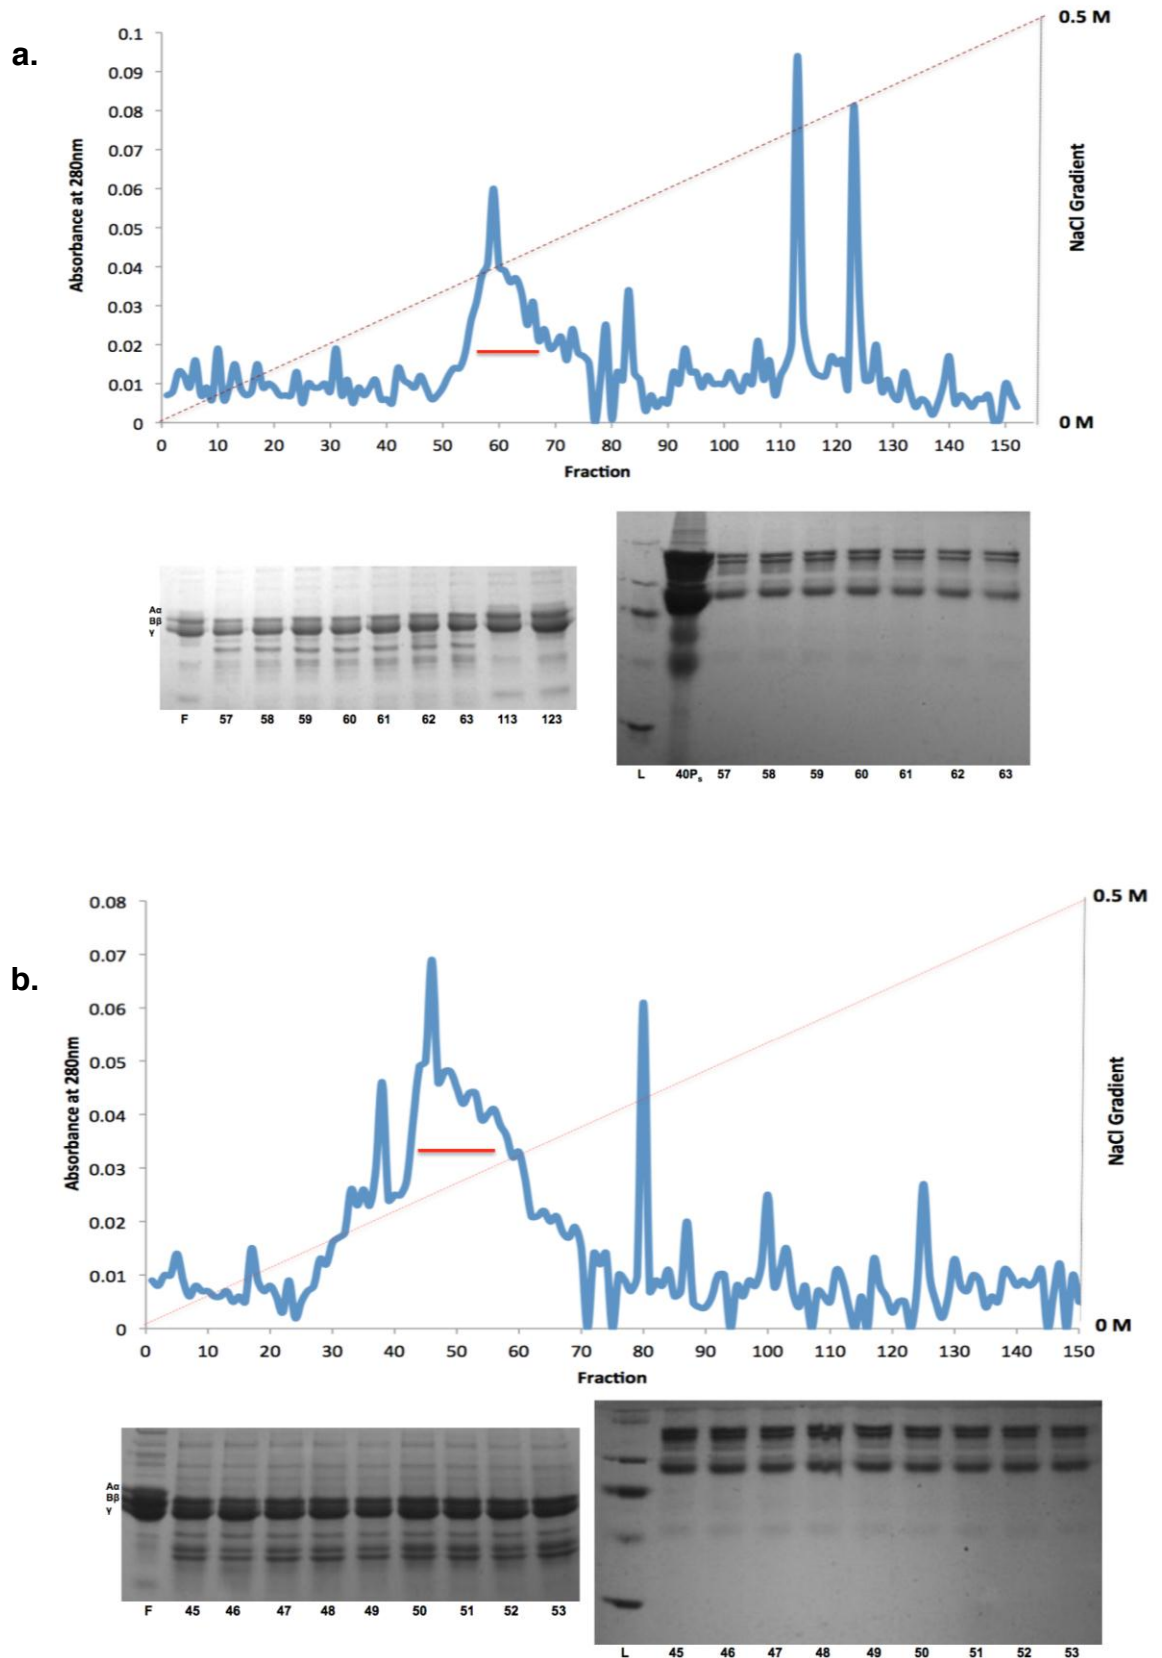 a.
0.5 M
0.1
0.09
0.08
0.07
0.06
0.05
0.04
0.03
0.02
0.01
0
Absorbance at 280nm
NaCl Gradient
0 M
0 10 20 30 40 50 60 70 80 90 100 110 120 130 140 150
Fraction
Aα
Bβ
γ
F 57 58 59 60 61 62 63 113 123
L 40Ps 57 58 59 60 61 62 63
b.
0.5 M
0.08
0.07
0.06
0.05
0.04
0.03
0.02
0.01
0
Absorbance at 280nm
NaCl Gradient
0 M
0 10 20 30 40 50 60 70 80 90 100 110 120 130 140 150
Fraction
Aα
Bβ
γ
F 45 46 47 48 49 50 51 52 53
L 45 46 47 48 49 50 51 52 53